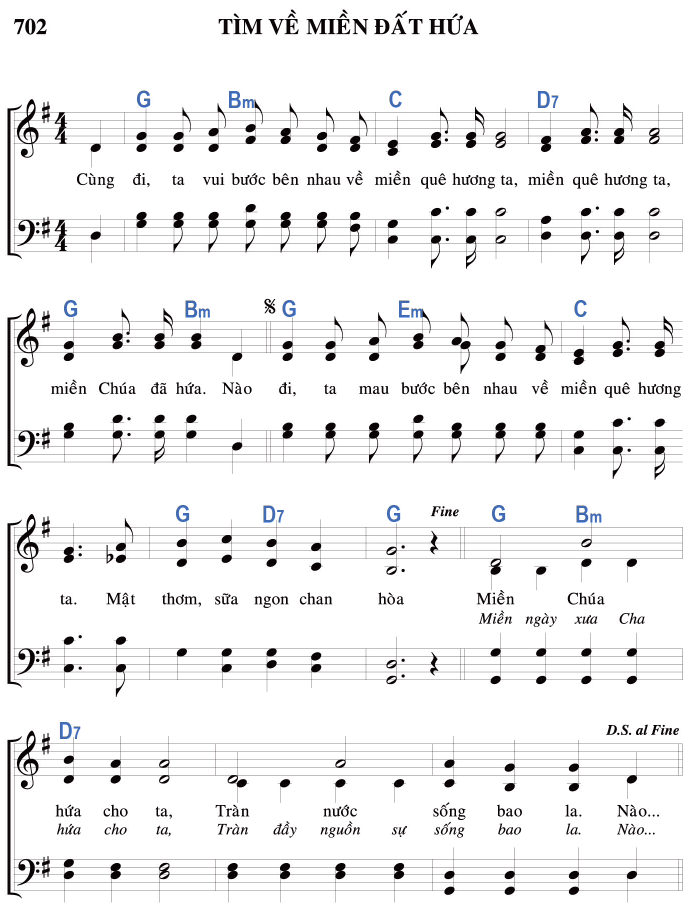 702 TÌM VỀ MIỀN ĐẤT HỨA
G Bm C D7
Cùng đi, ta vui bước bên nhau về miền quê hương ta, miền quê hương ta,
G Bm G Em C
miền Chúa đã hứa. Nào đi, ta mau bước bên nhau về miền quê hương
G D7 G Fine G Bm
ta. Mật thơm, sữa ngon chan hòa Miền Chúa
Miền ngày xưa Cha
D7 D.S. al Fine
hứa cho ta, Tràn nước sống bao la. Nào...
hứa cho ta, Tràn đầy nguồn sự sống bao la. Nào...